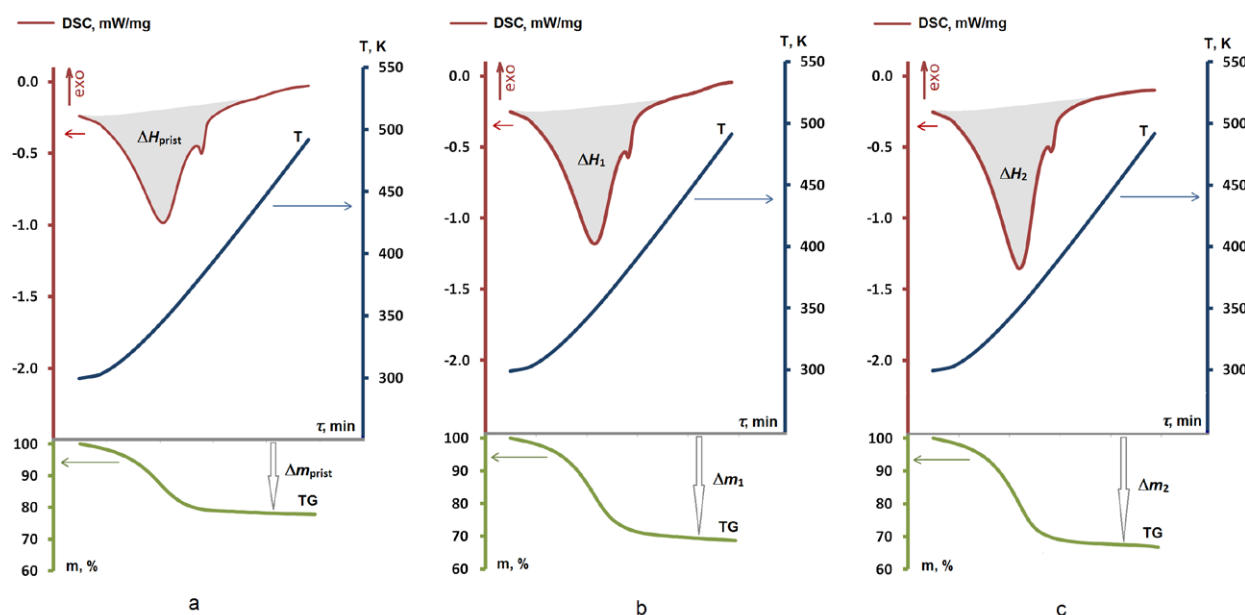 DSC, mW/mg
T, K
exo
0.0
-0.5
-1.0
-1.5
-2.0
550
500
450
400
350
300
ΔHprist
T
τ, min
100
90
80
70
60
Δmprist
TG
m, %
a
DSC, mW/mg
T, K
exo
0.0
-0.5
-1.0
-1.5
-2.0
550
500
450
400
350
300
ΔH1
T
τ, min
100
90
80
70
60
Δm1
TG
m, %
b
DSC, mW/mg
T, K
exo
0.0
-0.5
-1.0
-1.5
-2.0
550
500
450
400
350
300
ΔH2
T
τ, min
100
90
80
70
60
Δm2
TG
m, %
c